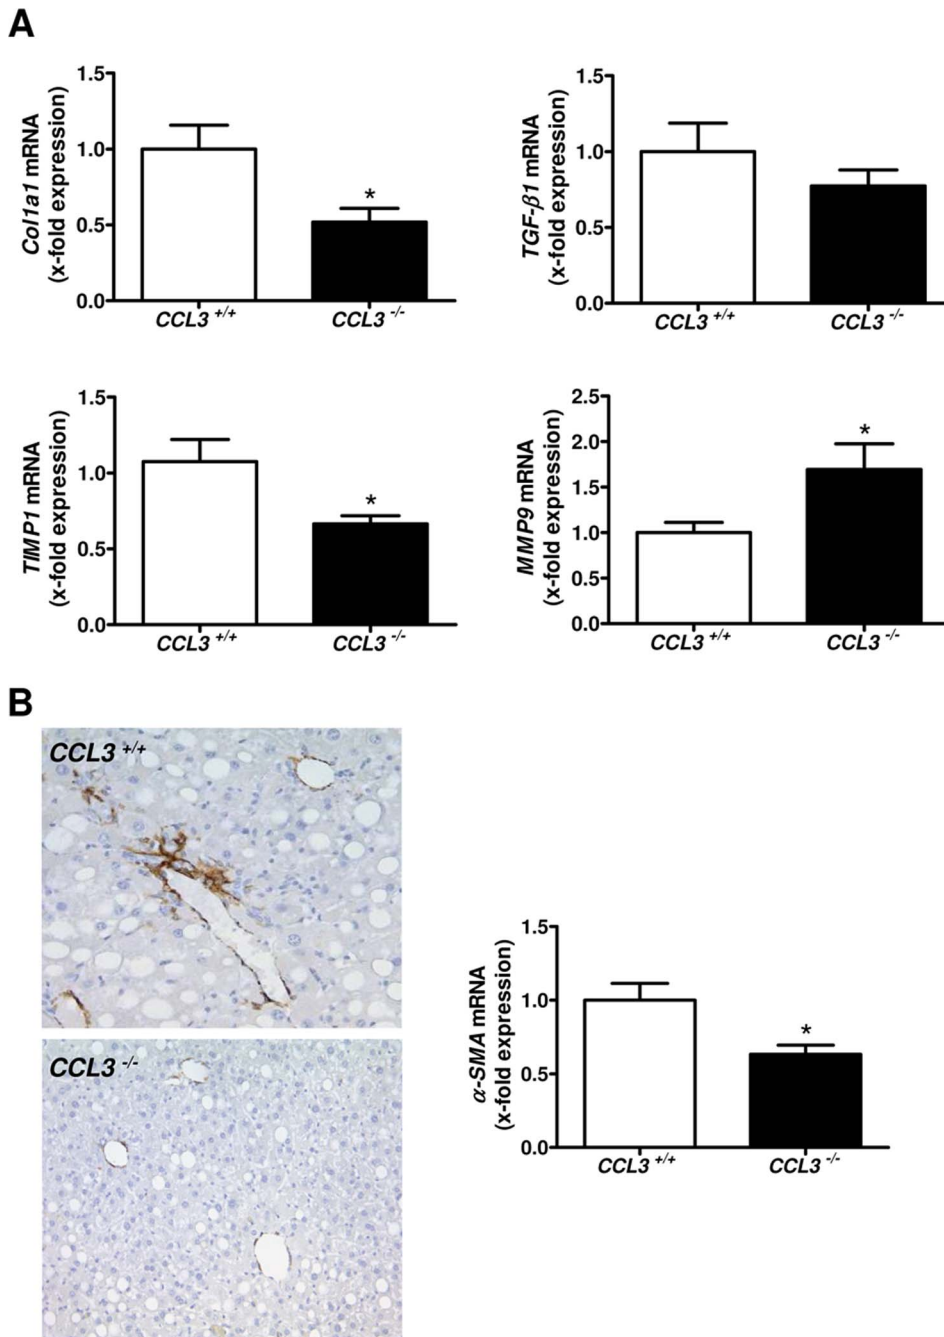 A
Col1a1 mRNA
(x-fold expression)
1.5
1.0
0.5
0.0
*
CCL3 +/+
CCL3 -/-
TGF-β1 mRNA
(x-fold expression)
1.5
1.0
0.5
0.0
CCL3 +/+
CCL3 -/-
TIMP1 mRNA
(x-fold expression)
1.5
1.0
0.5
0.0
*
CCL3 +/+
CCL3 -/-
MMP9 mRNA
(x-fold expression)
2.5
2.0
1.5
1.0
0.5
0.0
*
CCL3 +/+
CCL3 -/-
B
CCL3 +/+
CCL3 -/-
α-SMA mRNA
(x-fold expression)
1.5
1.0
0.5
0.0
*
CCL3 +/+
CCL3 -/-